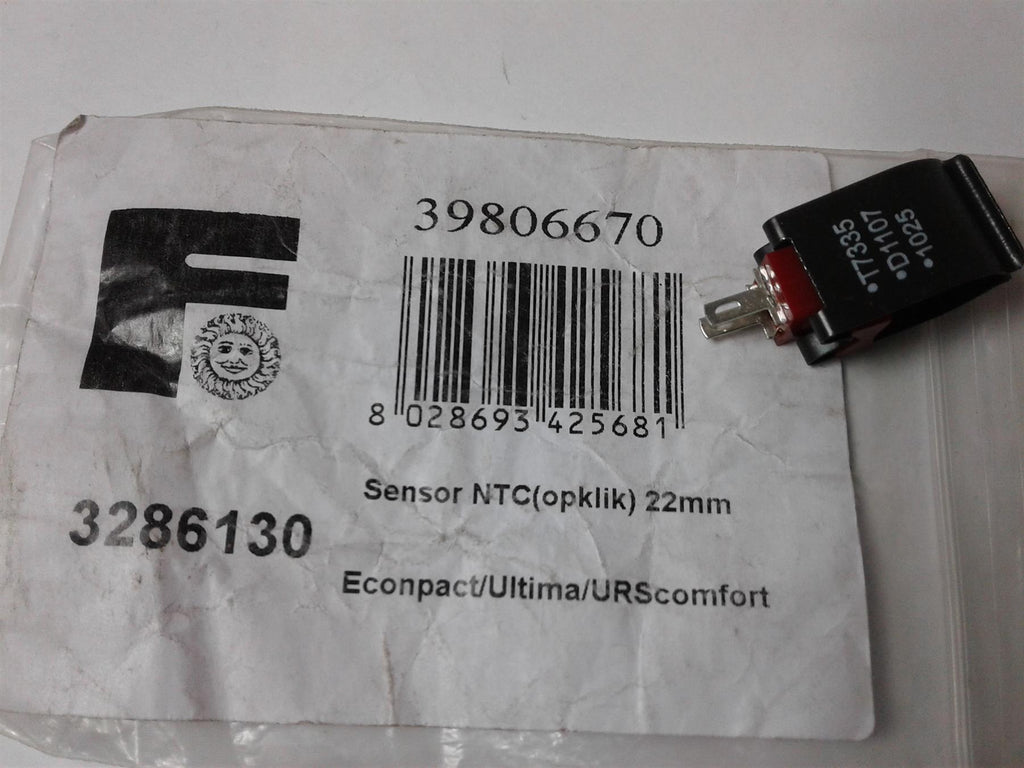 39806670
8 028693 425681
Sensor NTC(opklik) 22mm
3286130
Econpact/Ultima/URScomfort
•T7335
•D1107
•1025